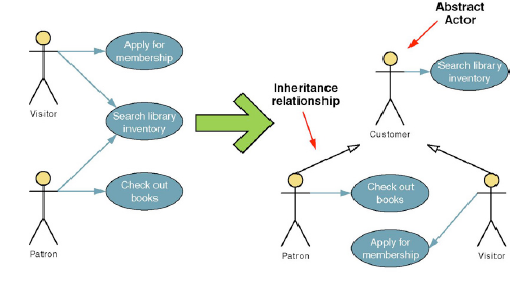 Apply for
membership
Visitor
Search library
inventory
Check out
books
Patron
Inheritance
relationship
Abstract
Actor
Search library
inventory
Customer
Check out
books
Patron
Apply for
membership
Visitor